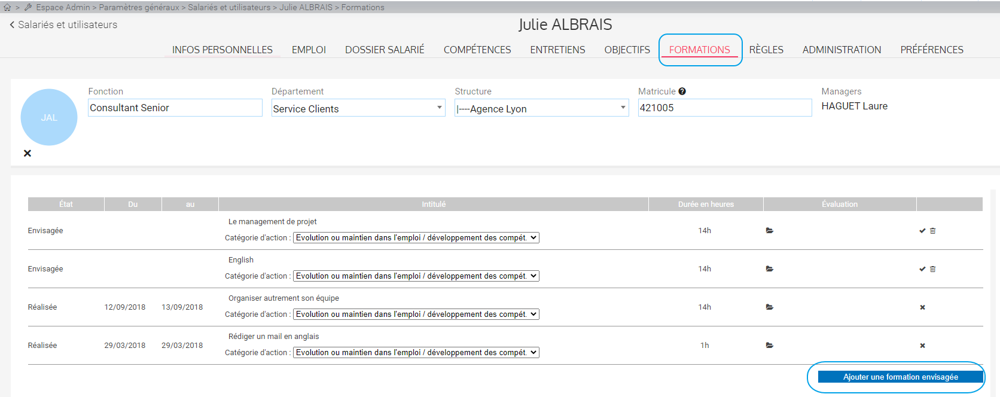 > Espace Admin > Paramètres généraux > Salariés et utilisateurs > Julie ALBRAIS > Formations
Salariés et utilisateurs
Julie ALBRAIS
INFOS PERSONNELLES EMPLOI DOSSIER SALARIÉ COMPÉTENCES ENTRETIENS OBJECTIFS FORMATIONS RÈGLES ADMINISTRATION PRÉFÉRENCES
JAL
Fonction Département Structure Matricule ? Managers
Consultant Senior Service Clients |----Agence Lyon 421005 HAGUET Laure
État Du au Intitulé Durée en heures Évaluation
Le management de projet
Envisagée 14h
Catégorie d'action : Evolution ou maintien dans l'emploi / développement des compét.
English
Envisagée 14h
Catégorie d'action : Evolution ou maintien dans l'emploi / développement des compét.
Organiser autrement son équipe
Réalisée 12/09/2018 13/09/2018 14h
Catégorie d'action : Evolution ou maintien dans l'emploi / développement des compét.
Rédiger un mail en anglais
Réalisée 29/03/2018 29/03/2018 1h
Catégorie d'action : Evolution ou maintien dans l'emploi / développement des compét.
Ajouter une formation envisagée